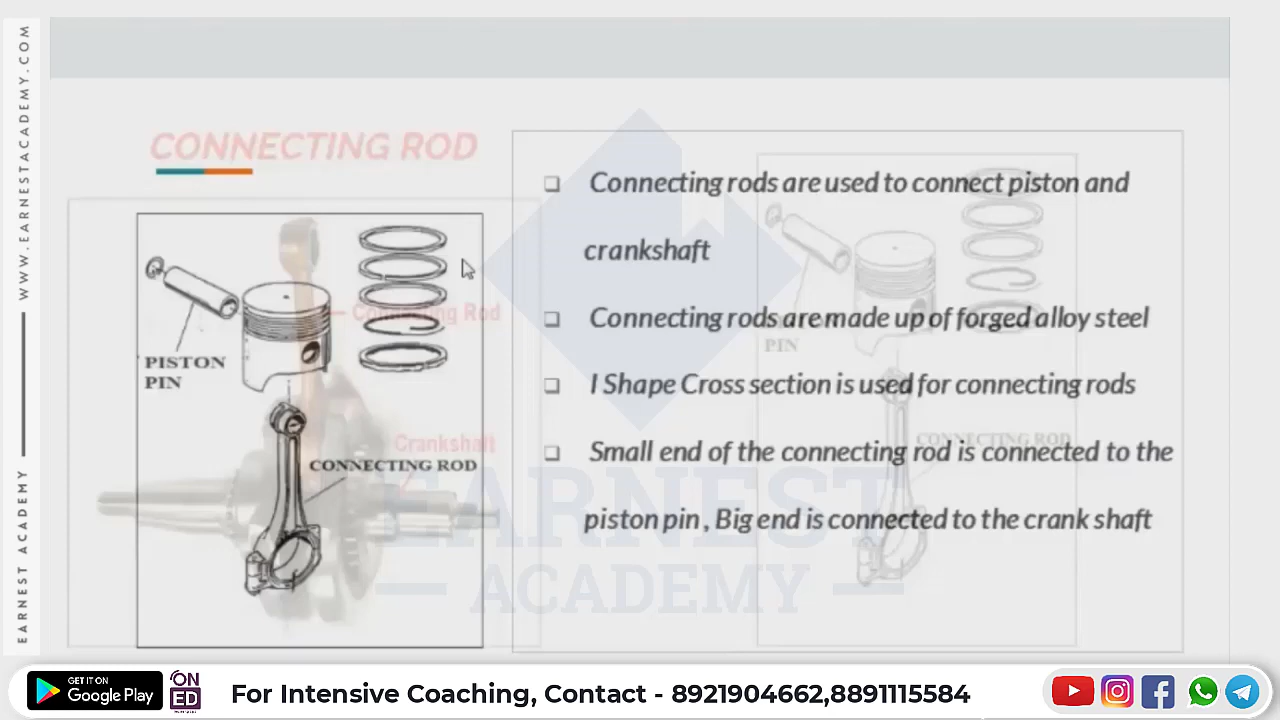 WWW.EARNESTACADEMY.COM
EARNEST ACADEMY
CONNECTING ROD
PISTON
PIN
CONNECTING ROD
Connecting Rod
Crankshaft
❑ Connecting rods are used to connect piston and
crankshaft
❑ Connecting rods are made up of forged alloy steel
❑ I Shape Cross section is used for connecting rods
❑ Small end of the connecting rod is connected to the
piston pin , Big end is connected to the crank shaft
PIN
CONNECTING ROD
EARNEST
ACADEMY
GET IT ON
Google Play
ON
ED
For Intensive Coaching, Contact - 8921904662,8891115584